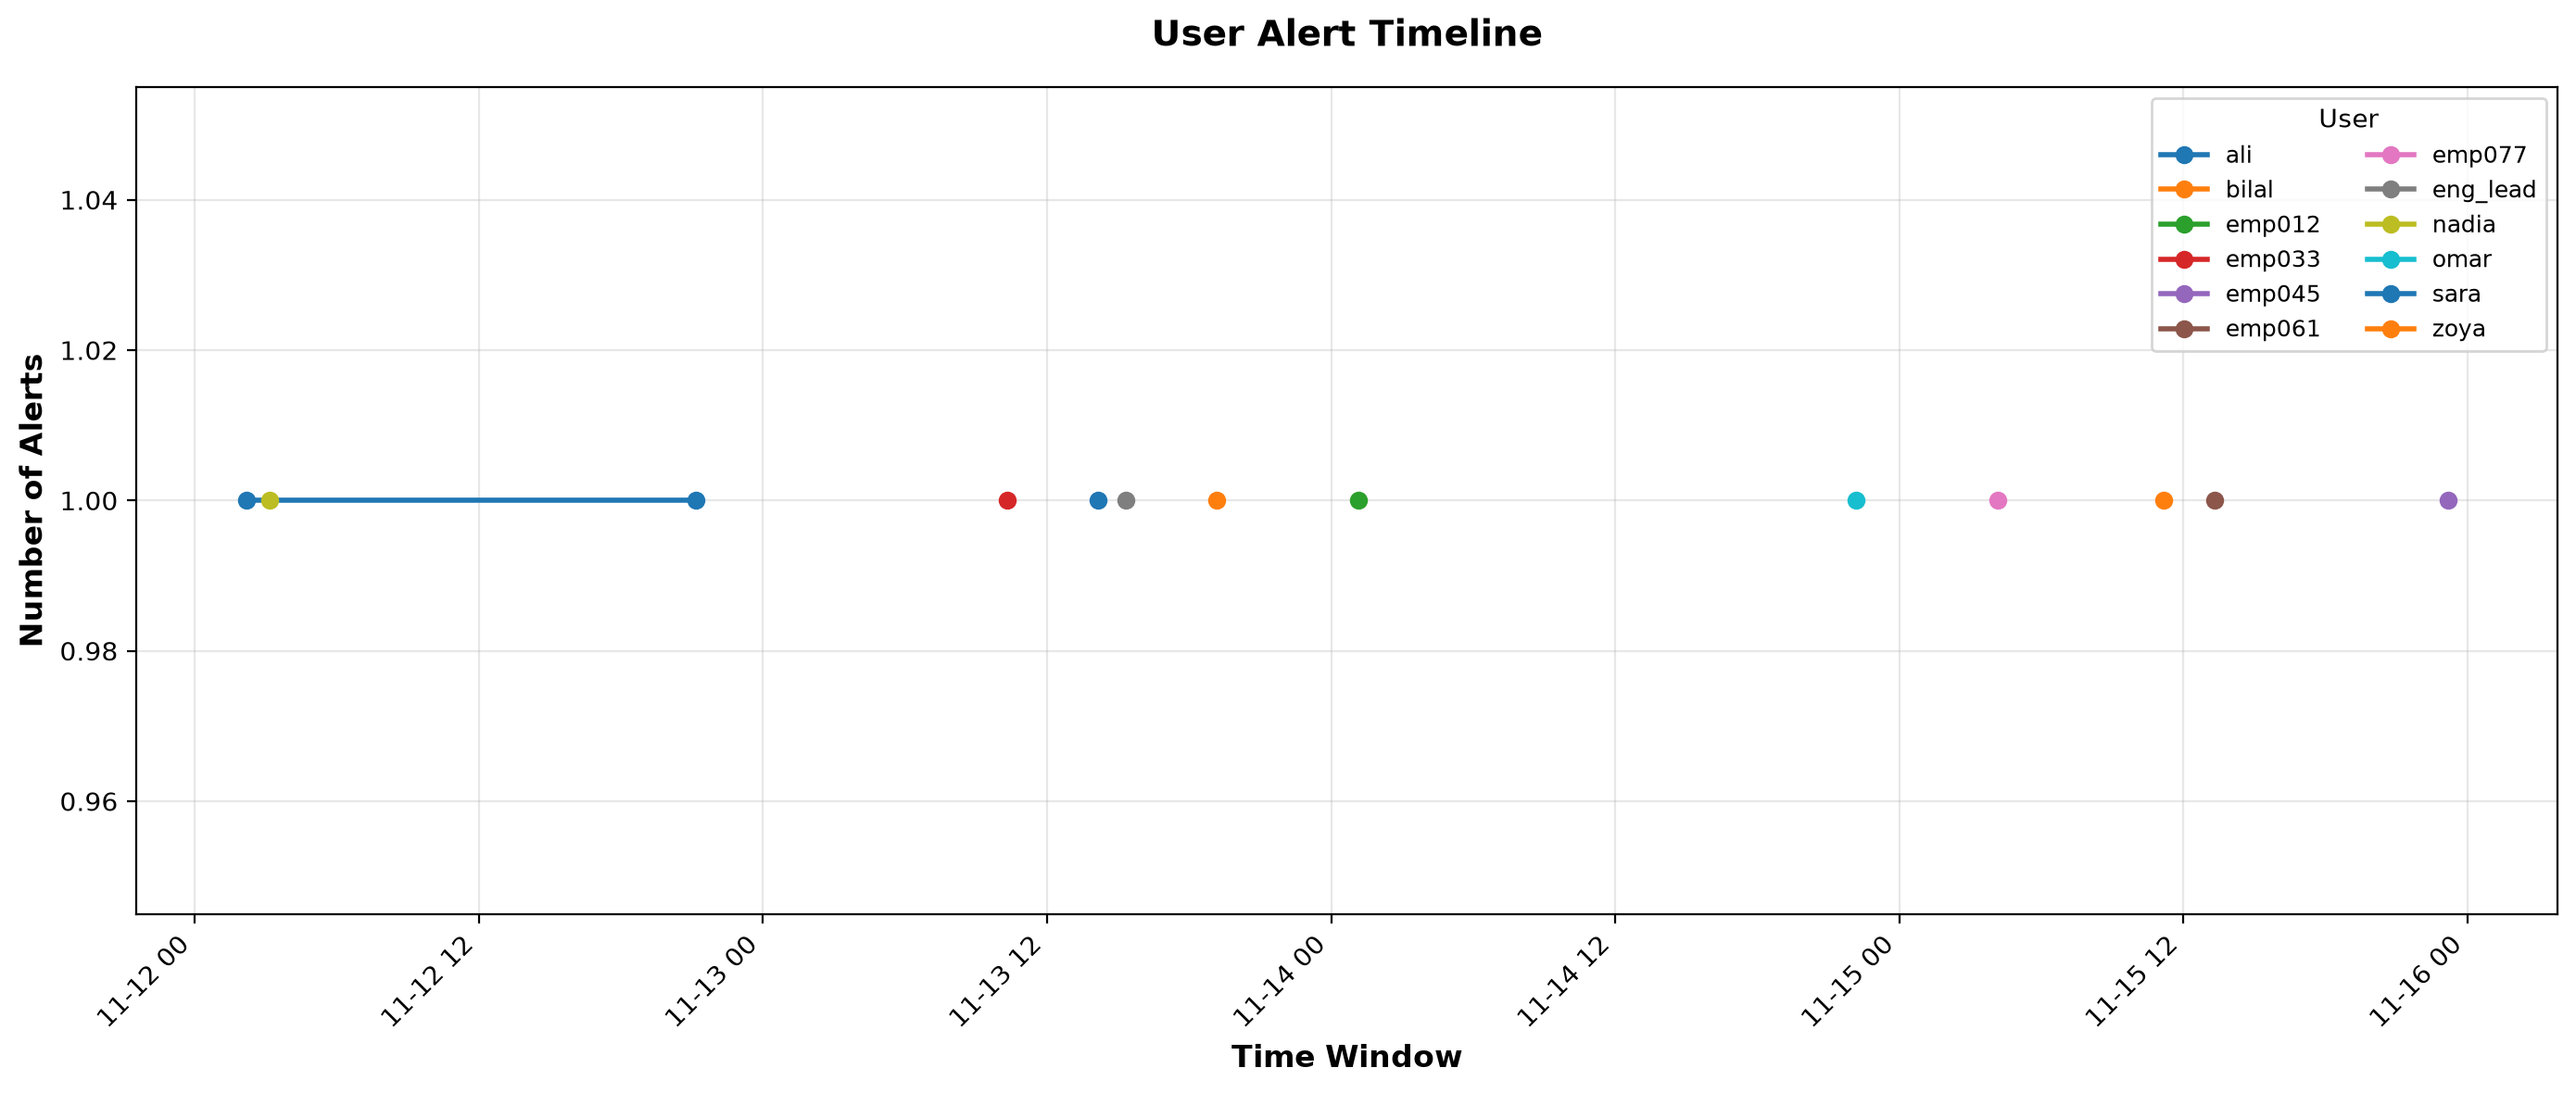 User Alert Timeline
Number of Alerts
1.04
1.02
1.00
0.98
0.96
User
ali
bilal
emp012
emp033
emp045
emp061
emp077
eng_lead
nadia
omar
sara
zoya
11-12 00
11-12 12
11-13 00
11-13 12
11-14 00
11-14 12
11-15 00
11-15 12
11-16 00
Time Window